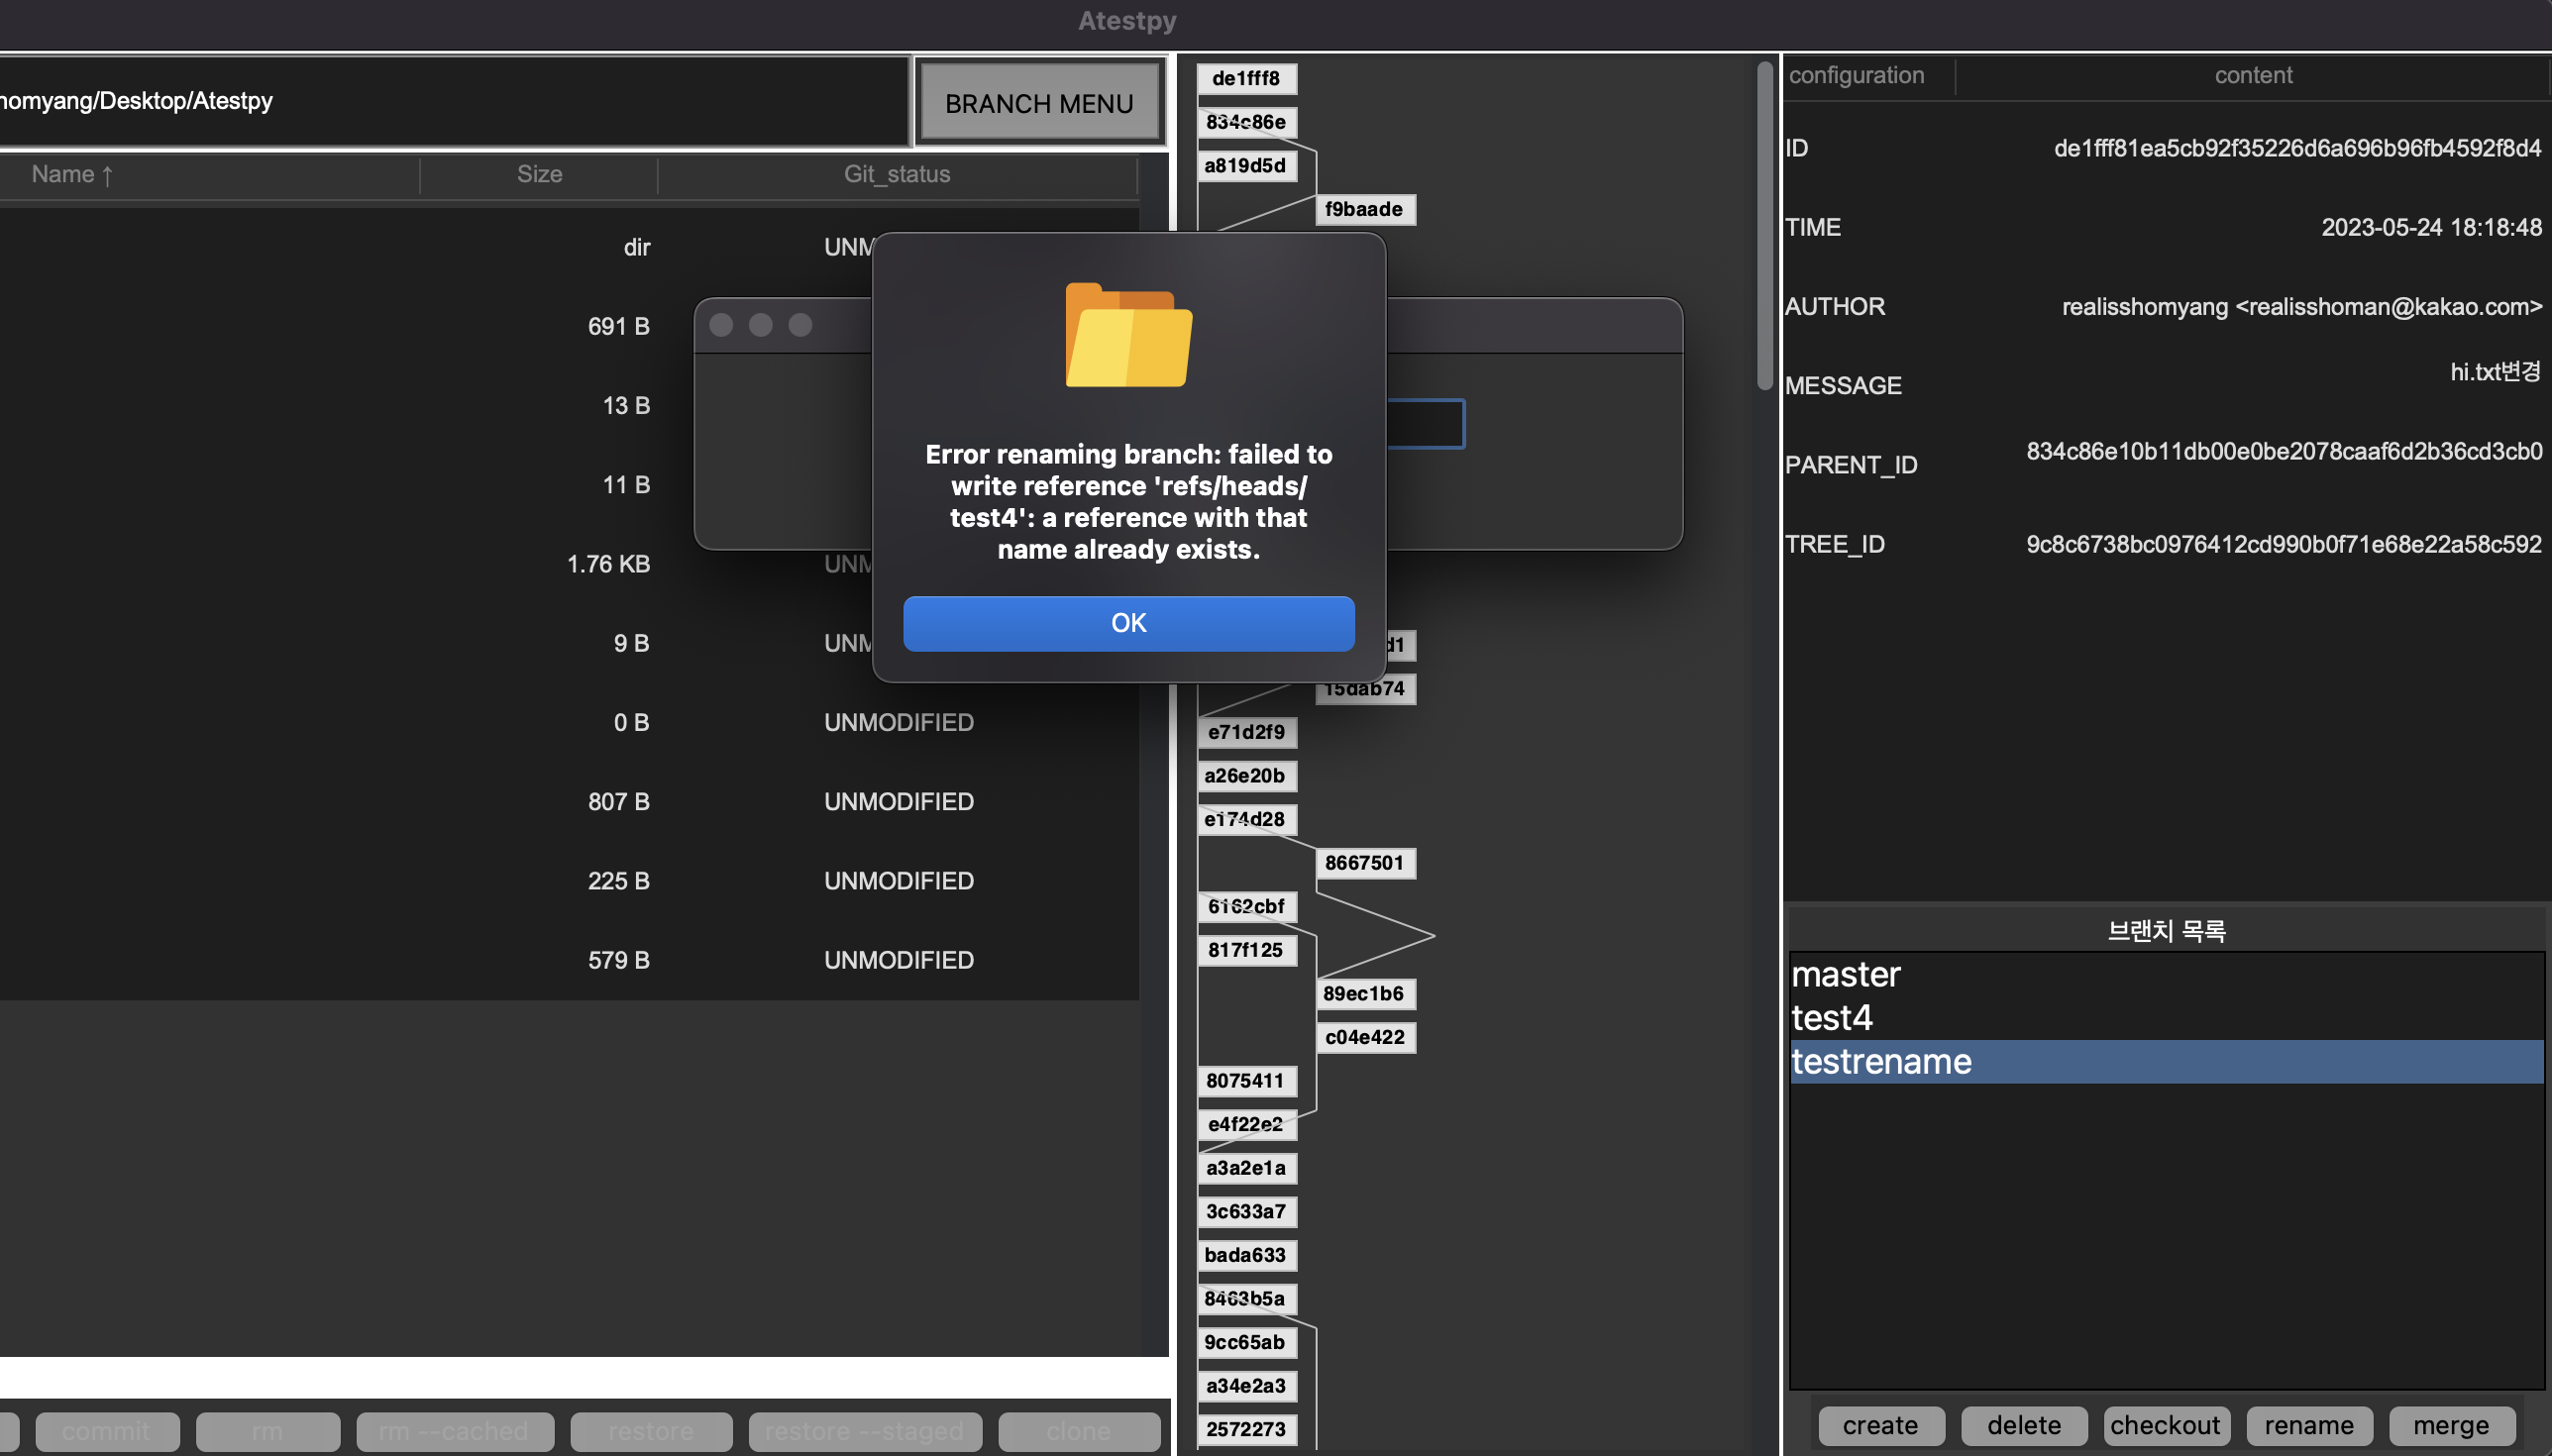 Atestpy
homyang/Desktop/Atestpy
BRANCH MENU
Name ↑ Size Git_status
dir
691 B
13 B
11 B
1.76 KB
9 B
0 B UNMODIFIED
807 B UNMODIFIED
225 B UNMODIFIED
579 B UNMODIFIED
commit rm rm --cached restore restore --staged clone
de1fff8
834c86e
a819d5d
f9baade
15dab74
e71d2f9
a26e20b
e174d28
8667501
6162cbf
817f125
89ec1b6
c04e422
8075411
e4f22e2
a3a2e1a
3c633a7
bada633
8463b5a
9cc65ab
a34e2a3
2572273
Error renaming branch: failed to
write reference 'refs/heads/
test4': a reference with that
name already exists.
OK
configuration content
ID de1fff81ea5cb92f35226d6a696b96fb4592f8d4
TIME 2023-05-24 18:18:48
AUTHOR realisshomyang <realisshoman@kakao.com>
MESSAGE hi.txt변경
PARENT_ID 834c86e10b11db00e0be2078caaf6d2b36cd3cb0
TREE_ID 9c8c6738bc0976412cd990b0f71e68e22a58c592
브랜치 목록
master
test4
testrename
create delete checkout rename merge